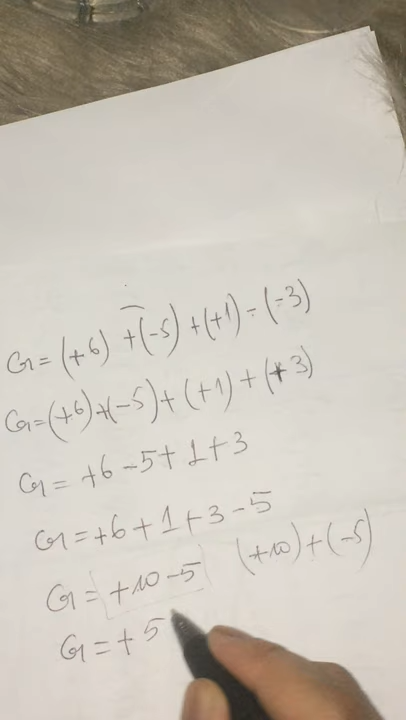 G = (+6) + (-5) + (+1) - (-3)
G = (+6) + (-5) + (+1) + (+3)
G = +6 - 5 + 1 + 3
G = +6 + 1 + 3 - 5
G = +10 - 5 (+10) + (-5)
G = +5